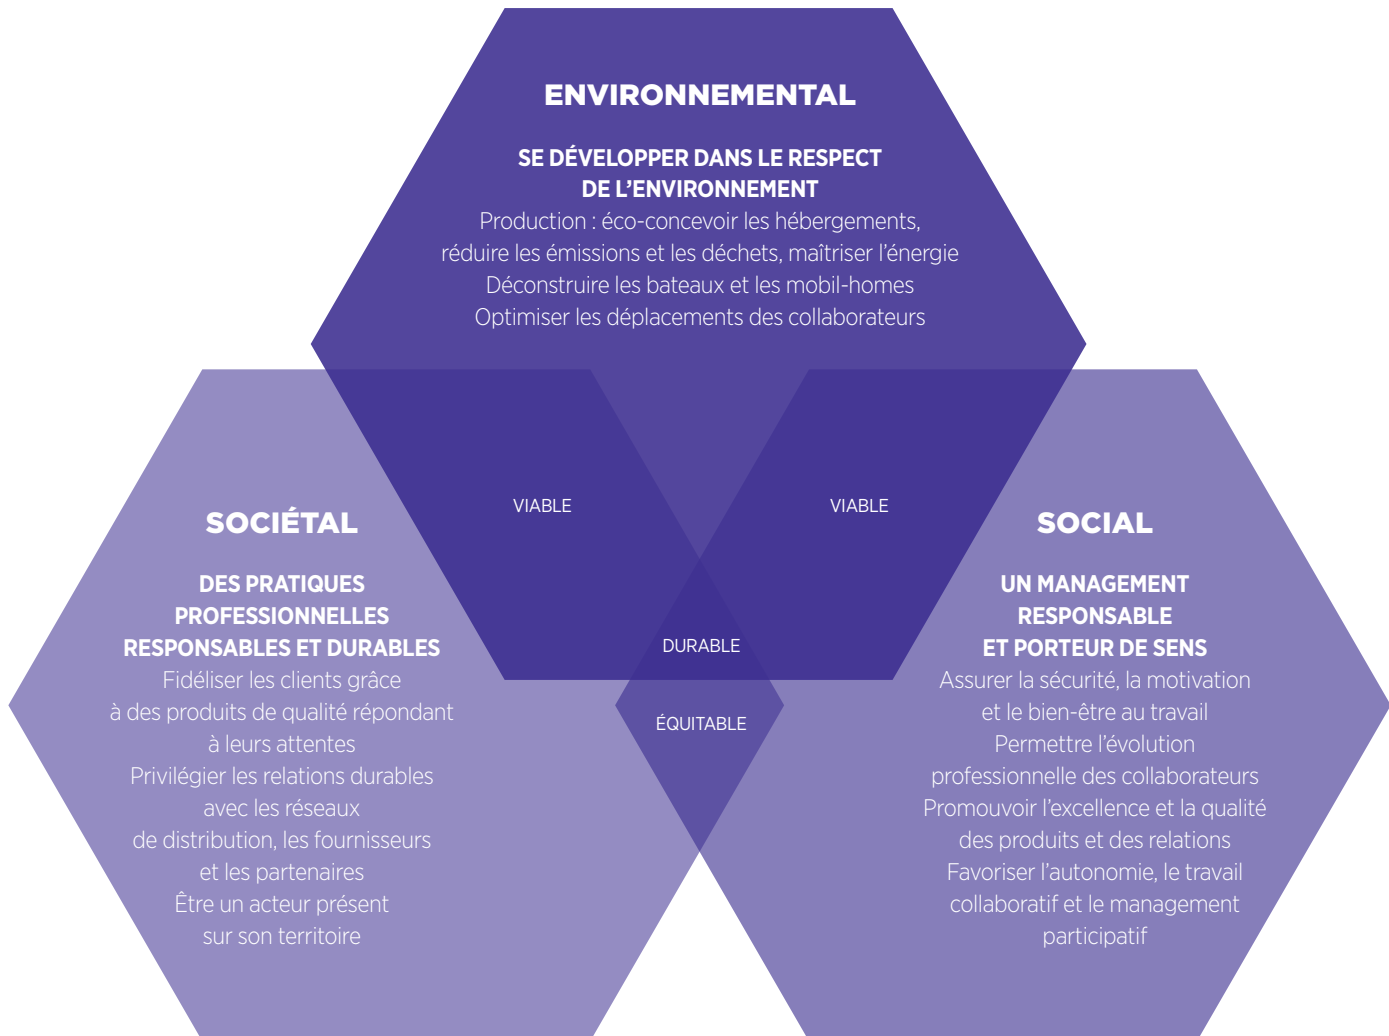 ENVIRONNEMENTAL
SE DÉVELOPPER DANS LE RESPECT
DE L’ENVIRONNEMENT
Production : éco-concevoir les hébergements,
réduire les émissions et les déchets, maîtriser l’énergie
Déconstruire les bateaux et les mobil-homes
Optimiser les déplacements des collaborateurs
VIABLE
VIABLE
DURABLE
ÉQUITABLE
SOCIÉTAL
DES PRATIQUES
PROFESSIONNELLES
RESPONSABLES ET DURABLES
Fidéliser les clients grâce
à des produits de qualité répondant
à leurs attentes
Privilégier les relations durables
avec les réseaux
de distribution, les fournisseurs
et les partenaires
Être un acteur présent
sur son territoire
SOCIAL
UN MANAGEMENT
RESPONSABLE
ET PORTEUR DE SENS
Assurer la sécurité, la motivation
et le bien-être au travail
Permettre l’évolution
professionnelle des collaborateurs
Promouvoir l’excellence et la qualité
des produits et des relations
Favoriser l’autonomie, le travail
collaboratif et le management
participatif